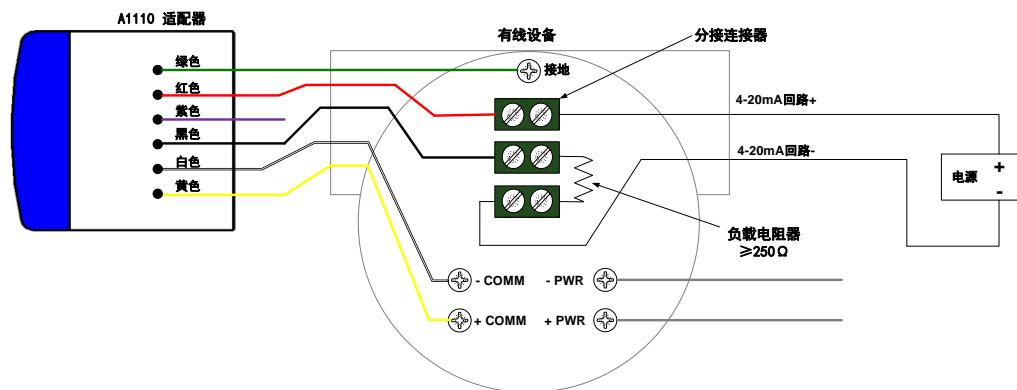 A1110 适配器
有线设备
分接连接器
绿色
接地
红色
4-20mA回路+
紫色
黑色
4-20mA回路-
白色
电源
+
-
黄色
负载电阻器
≥250Ω
- COMM
- PWR
+ COMM
+ PWR